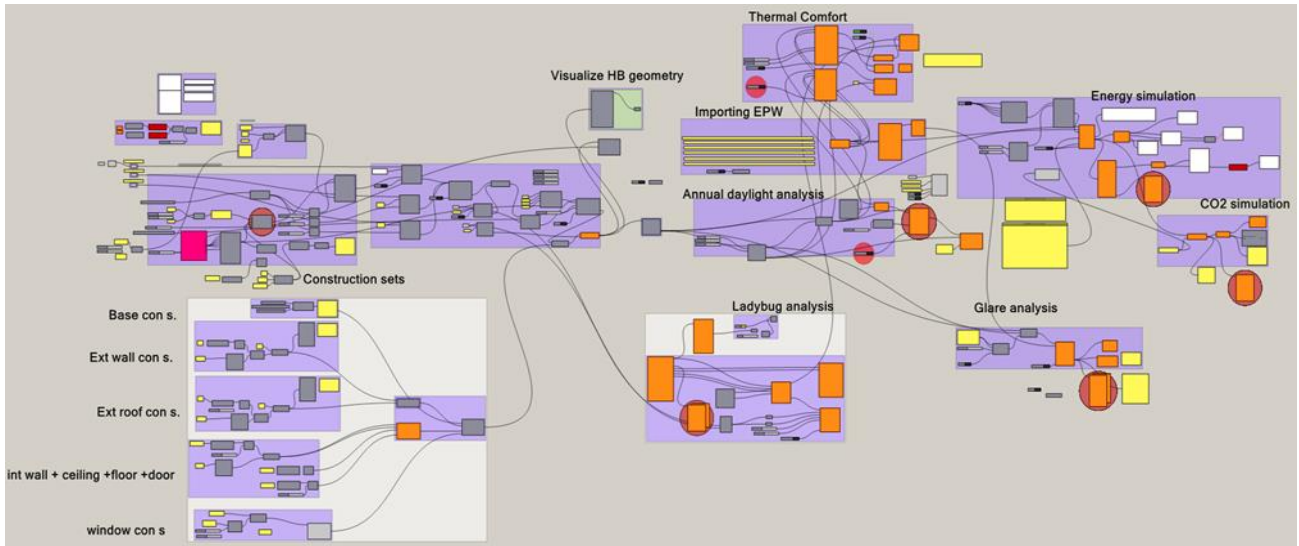 Thermal Comfort
Visualize HB geometry
Importing EPW
Energy simulation
Annual daylight analysis
CO2 simulation
Construction sets
Ladybug analysis
Glare analysis
Base con s.
Ext wall con s.
Ext roof con s.
int wall + ceiling +floor +door
window con s